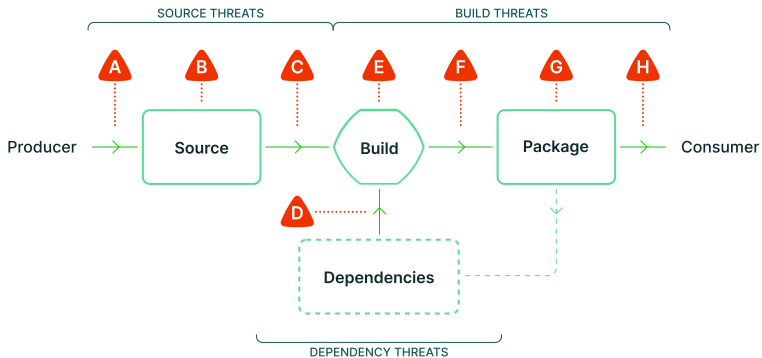 SOURCE THREATS BUILD THREATS
A B C E F G H
Producer Source Build Package Consumer
D
Dependencies
DEPENDENCY THREATS